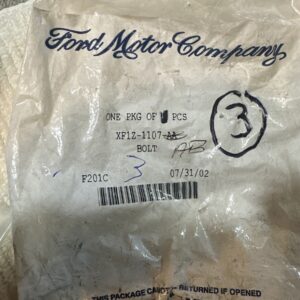 Ford Motor Company
ONE PKG OF PCS
3
XF1Z-1107-
BOLT AB
F201C 3 07/31/02
THIS PACKAGE CANNOT BE RETURNED IF OPENED